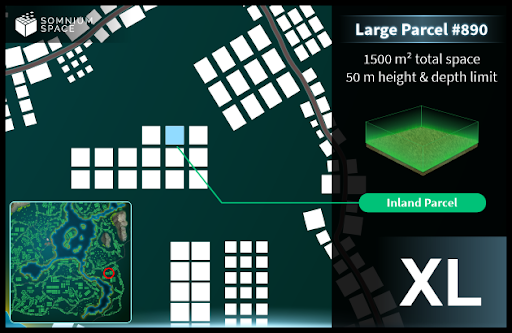 SOMNIUM
SPACE
Large Parcel #890
1500 m² total space
50 m height & depth limit
Inland Parcel
XL